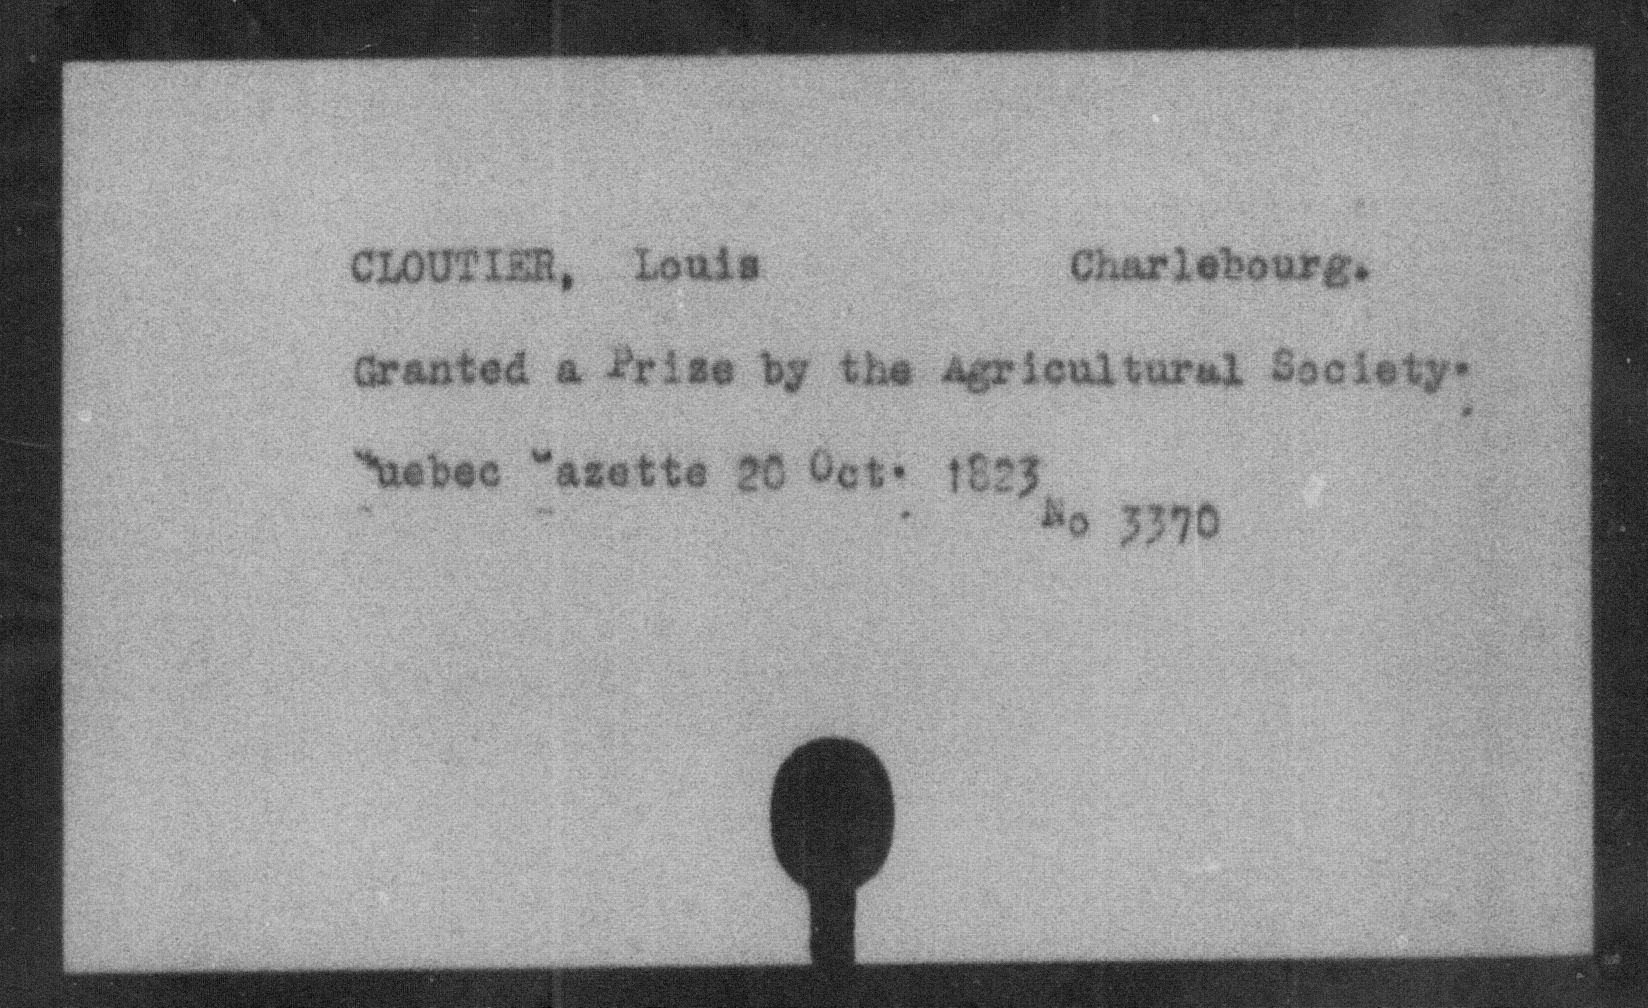 CLOUTIER, Louis Charlebourg.
Granted a Prize by the Agricultural Society.
Quebec Gazette 20 Oct. 1823
No 3370